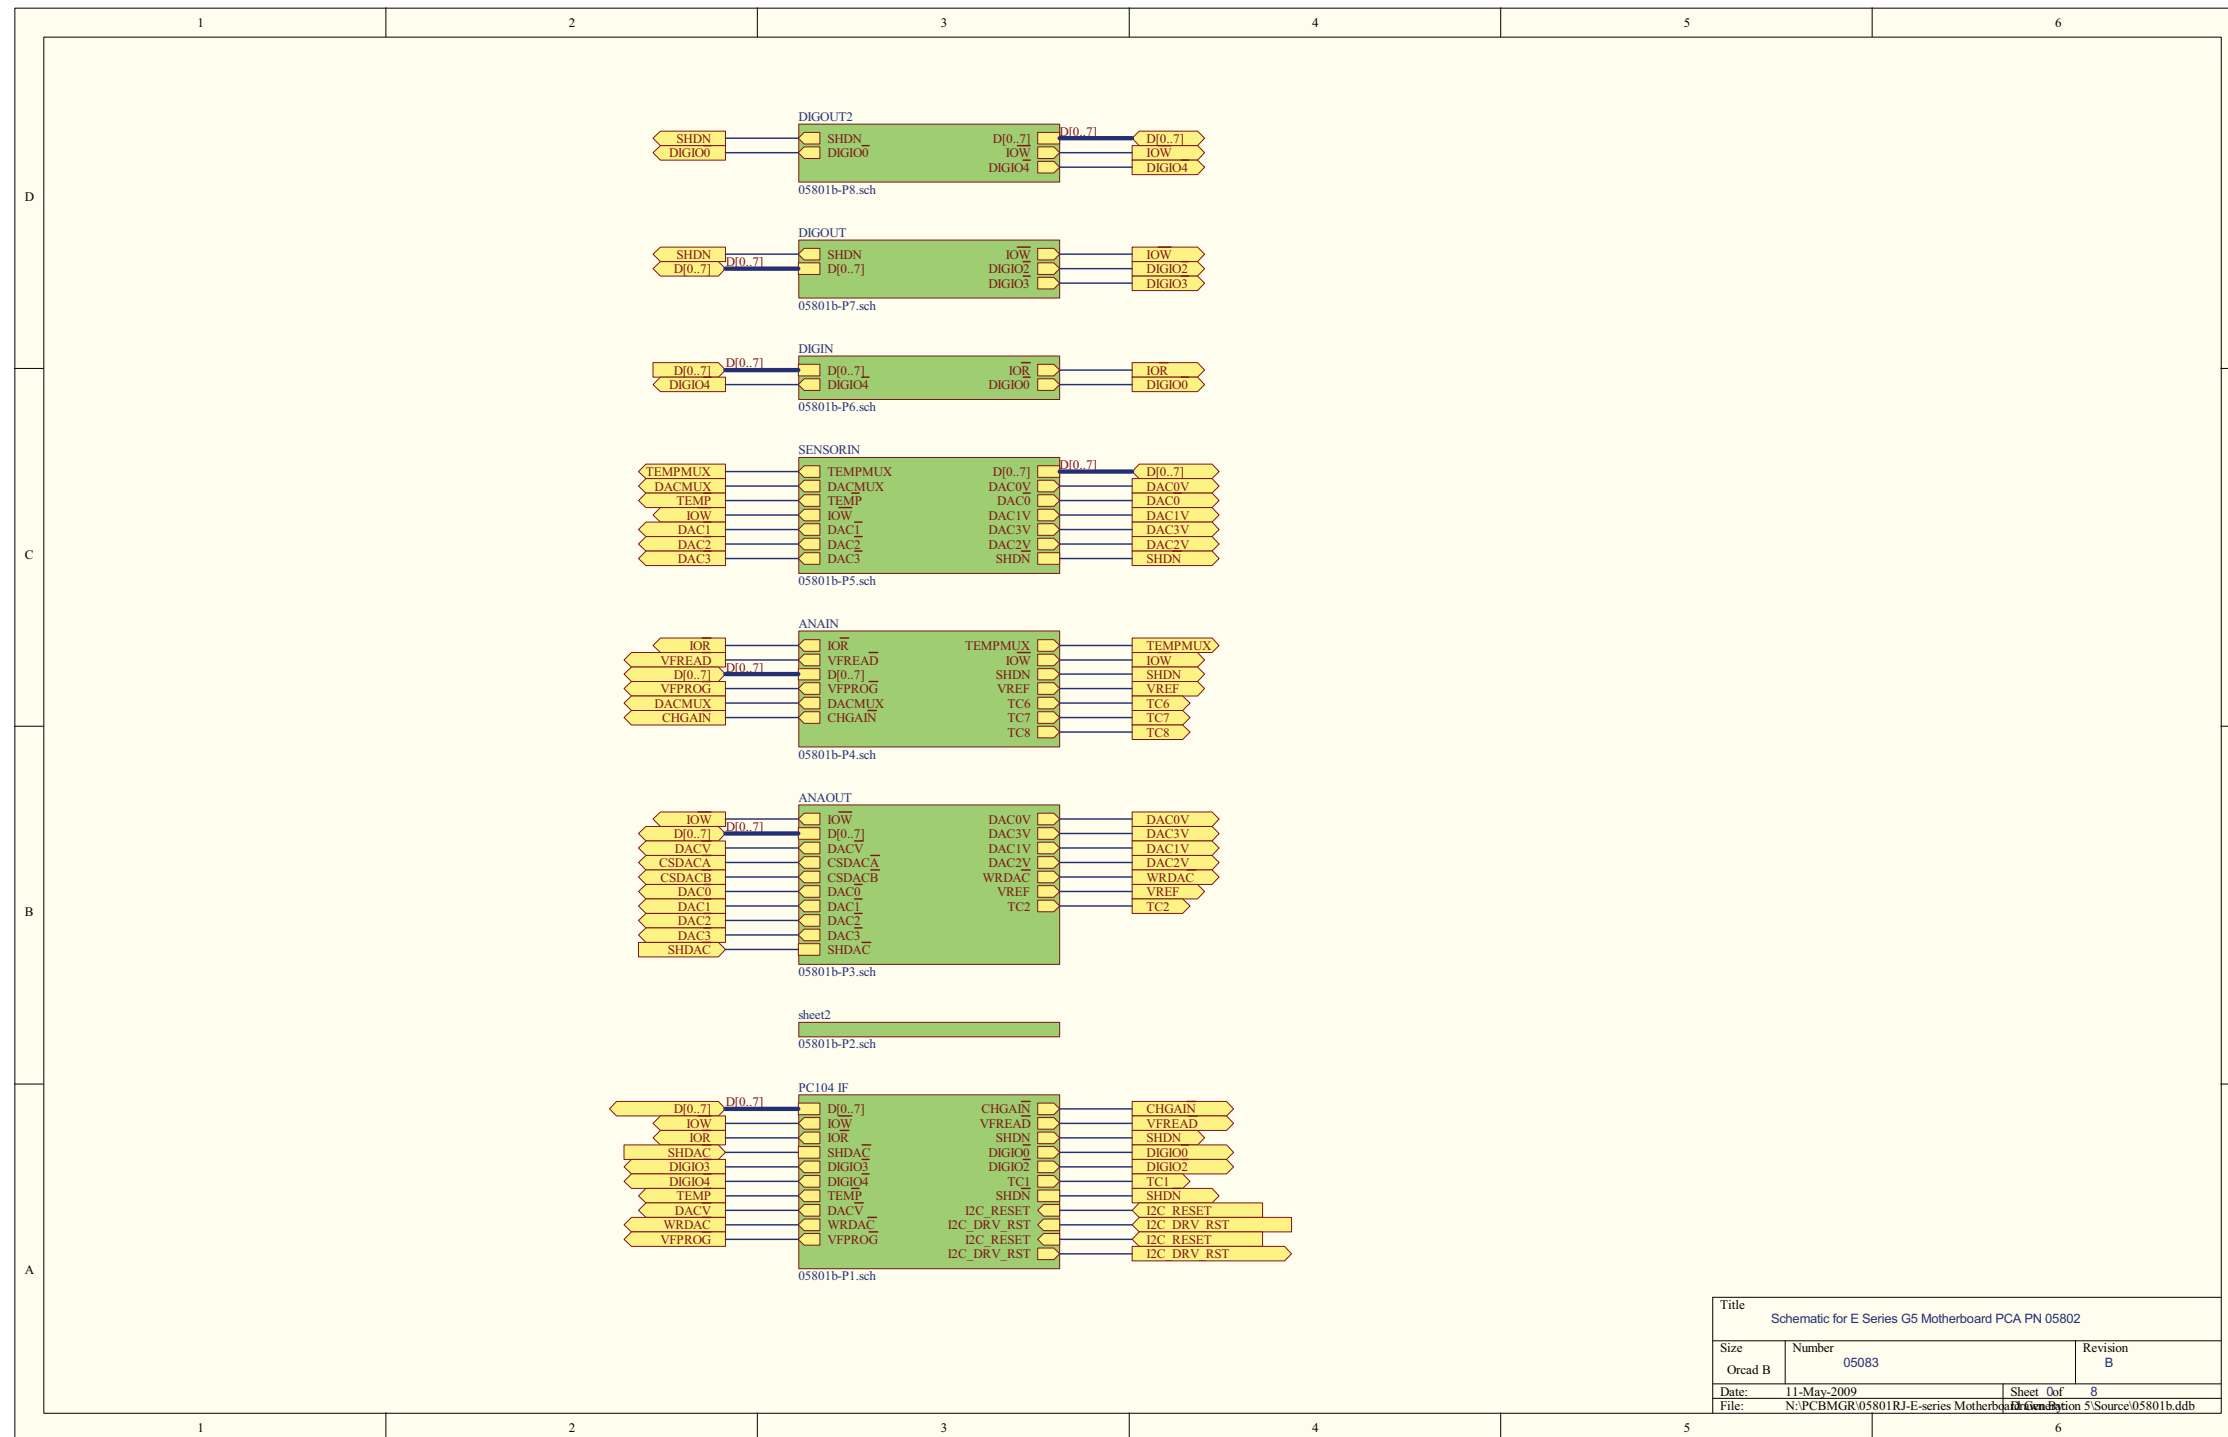 1 2 3 4 5 6
D
DIGOUT2
SHDN SHDN D[0..7] D[0..7] D[0..7]
DIGIO0 DIGIO0 IOW IOW
DIGIO4 DIGIO4
05801b-P8.sch
DIGOUT
SHDN SHDN IOW IOW
D[0..7] D[0..7] D[0..7] DIGIO2 DIGIO2
DIGIO3 DIGIO3
05801b-P7.sch
DIGIN
D[0..7] D[0..7] D[0..7] IOR IOR
DIGIO4 DIGIO4 DIGIO0 DIGIO0
05801b-P6.sch
C
SENSORIN
TEMPMUX TEMPMUX D[0..7] D[0..7] D[0..7]
DACMUX DACMUX DAC0V DAC0V
TEMP TEMP DAC0 DAC0
IOW IOW DAC1V DAC1V
DAC1 DAC1 DAC3V DAC3V
DAC2 DAC2 DAC2V DAC2V
DAC3 DAC3 SHDN SHDN
05801b-P5.sch
ANAIN
IOR IOR TEMPMUX TEMPMUX
VFREAD VFREAD IOW IOW
D[0..7] D[0..7] D[0..7] SHDN SHDN
VFPROG VFPROG VREF VREF
DACMUX DACMUX TC6 TC6
CHGAIN CHGAIN TC7 TC7
TC8 TC8
05801b-P4.sch
B
ANAOUT
IOW IOW DAC0V DAC0V
D[0..7] D[0..7] D[0..7] DAC3V DAC3V
DACV DACV DAC1V DAC1V
CSDACA CSDACA DAC2V DAC2V
CSDACB CSDACB WRDAC WRDAC
DAC0 DAC0 VREF VREF
DAC1 DAC1 TC2 TC2
DAC2 DAC2
DAC3 DAC3
SHDAC SHDAC
05801b-P3.sch
sheet2
05801b-P2.sch
A
PC104 IF
D[0..7] D[0..7] D[0..7] CHGAIN CHGAIN
IOW IOW VFREAD VFREAD
IOR IOR SHDN SHDN
SHDAC SHDAC DIGIO0 DIGIO0
DIGIO3 DIGIO3 DIGIO2 DIGIO2
DIGIO4 DIGIO4 TC1 TC1
TEMP TEMP SHDN SHDN
DACV DACV I2C_RESET I2C_RESET
WRDAC WRDAC I2C_DRV_RST I2C_DRV_RST
VFPROG VFPROG I2C_RESET I2C_RESET
I2C_DRV_RST I2C_DRV_RST
05801b-P1.sch
Title
Schematic for E Series G5 Motherboard PCA PN 05802
Size Number Revision
Orcad B 05083 B
Date: 11-May-2009 Sheet 0of 8
File: N:\PCBMGR\05801RJ-E-series Motherboard Generation 5\Source\05801b.ddb Drawn By:
1 2 3 4 5 6